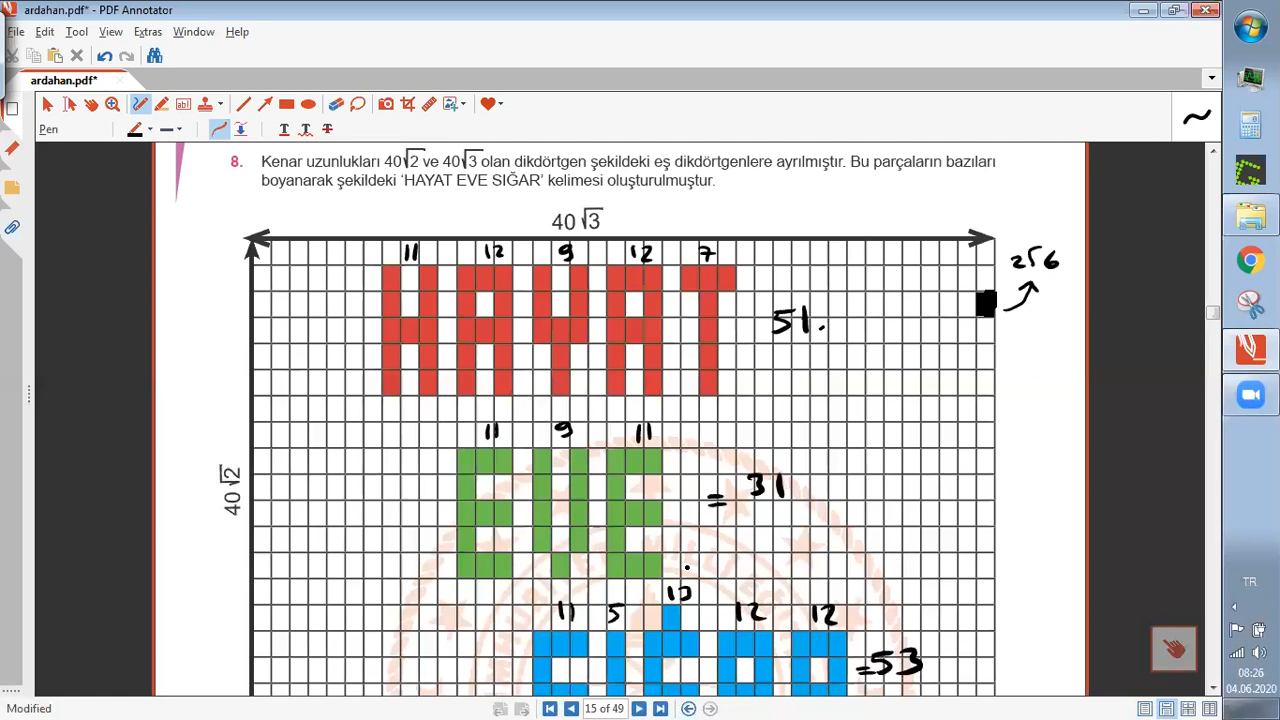 ardahan.pdf* - PDF Annotator
File Edit Tool View Extras Window Help
ardahan.pdf*
Pen
8. Kenar uzunlukları 40√2 ve 40√3 olan dikdörtgen şekildeki eş dikdörtgenlere ayrılmıştır. Bu parçaların bazıları
boyanarak şekildeki ‘HAYAT EVE SIĞAR’ kelimesi oluşturulmuştur.
40√3
11 12 9 12 7
256
HAYAT
51.
40√2
11 9 11
EVE
= 31
11 5 10 12 12
=53
TR
08:26
04.06.2020
Modified
15 of 49